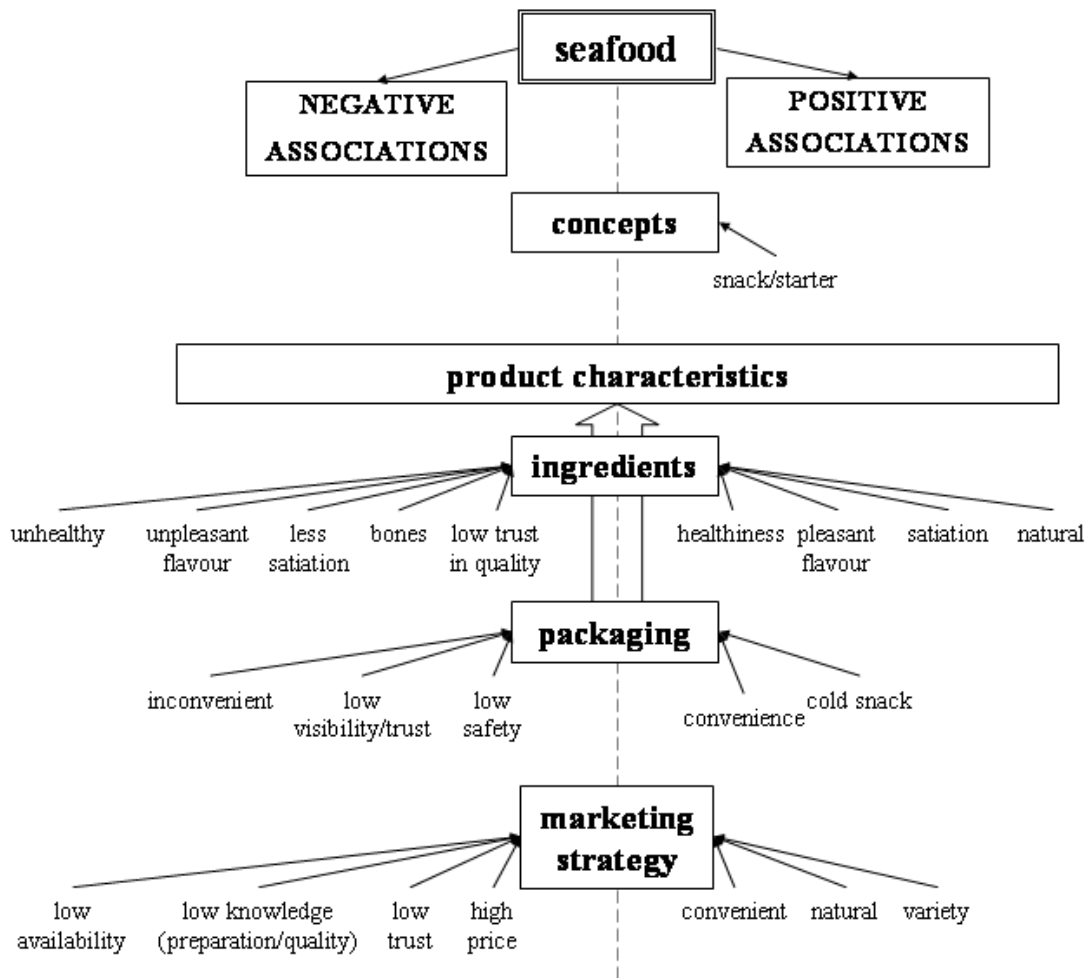 seafood
NEGATIVE
ASSOCIATIONS
POSITIVE
ASSOCIATIONS
concepts
snack/starter
product characteristics
ingredients
unhealthy
unpleasant
flavour
less
satiation
bones
low trust
in quality
healthiness
pleasant
flavour
satiation
natural
packaging
inconvenient
low
visibility/trust
low
safety
convenience
cold snack
marketing
strategy
low
availability
low knowledge
(preparation/quality)
low
trust
high
price
convenient
natural
variety